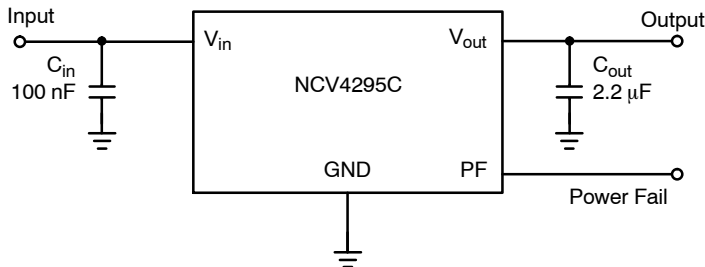 Input
Output
Vin
Vout
Cin
100 nF
NCV4295C
Cout
2.2 μF
GND
PF
Power Fail